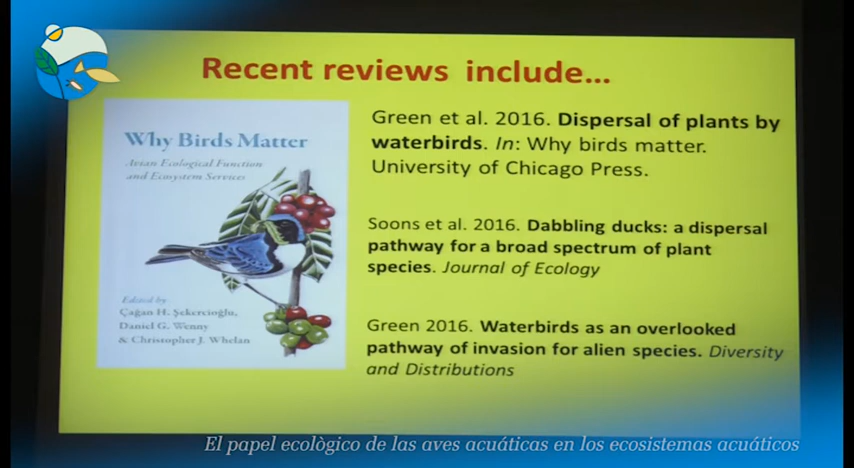 Recent reviews include...
Why Birds Matter
Avian Ecological Function
and Ecosystem Services
Edited by
Çağan H. Şekercioğlu,
Daniel G. Wenny
& Christopher J. Whelan
Green et al. 2016. Dispersal of plants by
waterbirds. In: Why birds matter.
University of Chicago Press.
Soons et al. 2016. Dabbling ducks: a dispersal
pathway for a broad spectrum of plant
species. Journal of Ecology
Green 2016. Waterbirds as an overlooked
pathway of invasion for alien species. Diversity
and Distributions
El papel ecològico de las aves acuáticas en los ecosistemas acuáticos